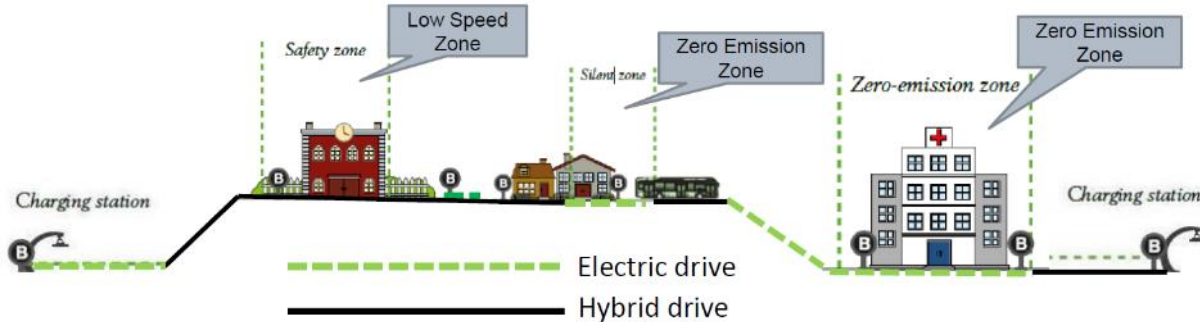 Low Speed
Zone
Safety zone
Zero Emission
Zone
Silent zone
Zero Emission
Zone
Zero-emission zone
Charging station
B
B
B
B
B
B
B
Charging station
B
Electric drive
Hybrid drive